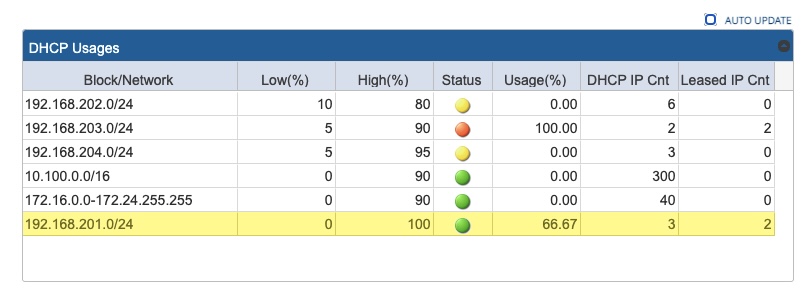 AUTO UPDATE
DHCP Usages
Block/Network Low(%) High(%) Status Usage(%) DHCP IP Cnt Leased IP Cnt
192.168.202.0/24 10 80 0.00 6 0
192.168.203.0/24 5 90 100.00 2 2
192.168.204.0/24 5 95 0.00 3 0
10.100.0.0/16 0 90 0.00 300 0
172.16.0.0-172.24.255.255 0 90 0.00 40 0
192.168.201.0/24 0 100 66.67 3 2